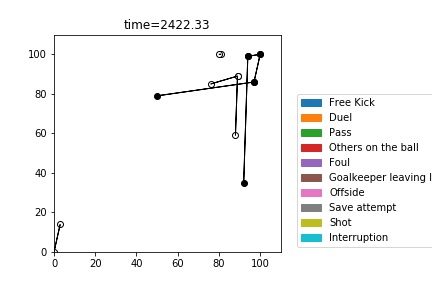 time=2422.33
100
80
60
40
20
0
0 20 40 60 80 100
Free Kick
Duel
Pass
Others on the ball
Foul
Goalkeeper leaving l
Offside
Save attempt
Shot
Interruption